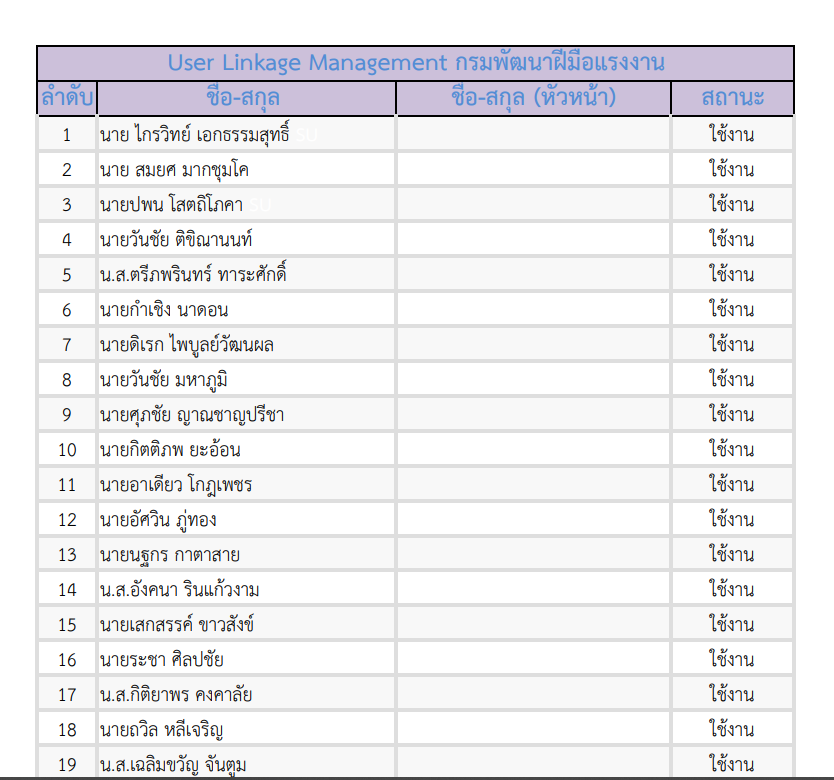 User Linkage Management กรมพัฒนาฝีมือแรงงาน
ลำดับ ชื่อ-สกุล ชื่อ-สกุล (หัวหน้า) สถานะ
1 นาย ไกรวิทย์ เอกธรรมสุทธิ์ SU ใช้งาน
2 นาย สมยศ มากชุมโค ใช้งาน
3 นายปพน โสตถิโภคา SU ใช้งาน
4 นายวันชัย ติขิณานนท์ ใช้งาน
5 น.ส.ตรีภพรินทร์ ทาระศักดิ์ ใช้งาน
6 นายกำเชิง นาดอน ใช้งาน
7 นายดิเรก ไพบูลย์วัฒนผล ใช้งาน
8 นายวันชัย มหาภูมิ ใช้งาน
9 นายศุภชัย ญาณชาญปรีชา ใช้งาน
10 นายกิตติภพ ยะอ้อน ใช้งาน
11 นายอาเดียว โกฎเพชร ใช้งาน
12 นายอัศวิน ภู่ทอง ใช้งาน
13 นายนฐกร กาตาสาย ใช้งาน
14 น.ส.อังคนา รินแก้วงาม ใช้งาน
15 นายเสกสรรค์ ขาวสังข์ ใช้งาน
16 นายระชา ศิลปชัย ใช้งาน
17 น.ส.กิติยาพร คงคาลัย ใช้งาน
18 นายถวิล หลีเจริญ ใช้งาน
19 น.ส.เฉลิมขวัญ จันตูม ใช้งาน